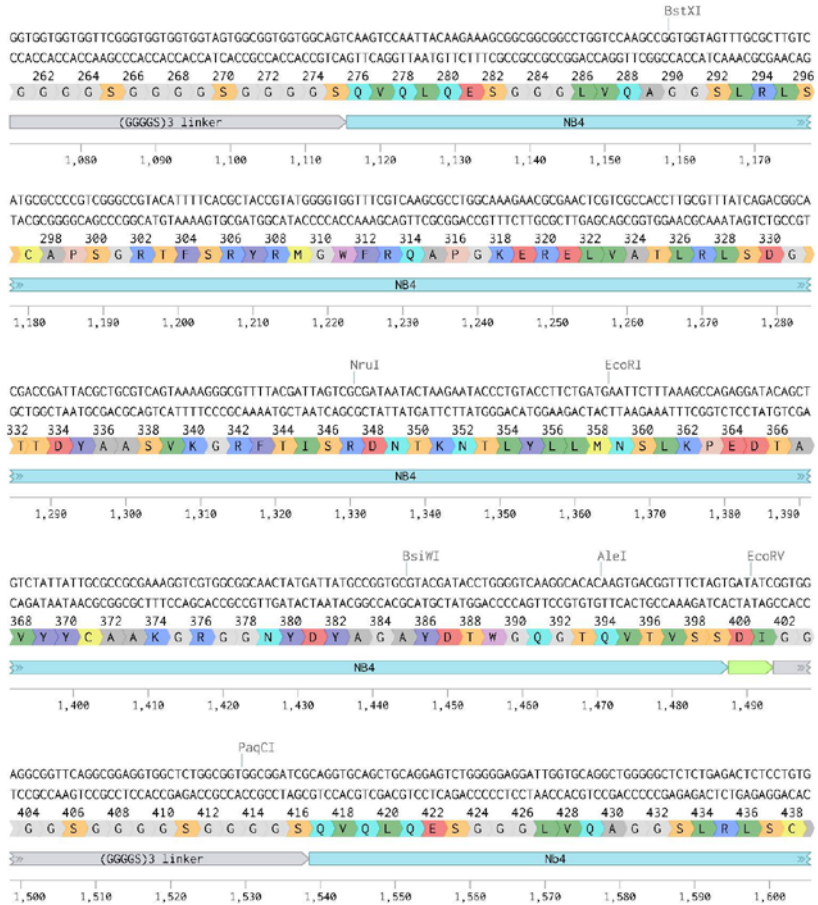 BstXI
GGTGGTGGTGGTTCGGGTGGTGGTGGTAGTGGCGGTGGTGGCAGTCAAGTCCAATTACAAGAAAGCGGCGGCGGCCTGGTCCAAGCCGGTGGTAGTTTGCGCTTGTC
CCACCACCACCAAGCCCACCACCACCATCACCGCCACCACCGTCAGTTCAGGTTAATGTTCTTTCGCCGCCGCCGGACCAGGTTCGGCCACCATCAAACGCGAACAG
262 264 266 268 270 272 274 276 278 280 282 284 286 288 290 292 294 296
G G G G S G G G G S G G G G S Q V Q L Q E S G G G L V Q A G G S L R L S
(GGGGS)3 linker NB4
1,080 1,090 1,100 1,110 1,120 1,130 1,140 1,150 1,160 1,170
ATGCGCCCCGTCGGGCCGTACATTTTCACGCTACCGTATGGGGTGGTTTCGTCAAGCGCCTGGCAAAGAACGCGAACTCGTCGCCACCTTGCGTTTATCAGACGGCA
TACGCGGGGCAGCCCGGCATGTAAAAGTGCGATGGCATACCCCACCAAAGCAGTTCGCGGACCGTTTCTTGCGCTTGAGCAGCGGTGGAACGCAAATAGTCTGCCGT
298 300 302 304 306 308 310 312 314 316 318 320 322 324 326 328 330
C A P S G R T F S R Y R M G W F R Q A P G K E R E L V A T L R L S D G
NB4
1,180 1,190 1,200 1,210 1,220 1,230 1,240 1,250 1,260 1,270 1,280
NruI EcoRI
CGACCGATTACGCTGCGTCAGTAAAAGGGCGTTTTACGATTAGTCGCGATAATACTAAGAATACCCTGTACCTTCTGATGAATTCTTTAAAGCCAGAGGATACAGCT
GCTGGCTAATGCGACGCAGTCATTTTCCCGCAAAATGCTAATCAGCGCTATTATGATTCTTATGGGACATGGAAGACTACTTAAGAAATTTCGGTCTCCTATGTCGA
332 334 336 338 340 342 344 346 348 350 352 354 356 358 360 362 364 366
T T D Y A A S V K G R F T I S R D N T K N T L Y L L M N S L K P E D T A
NB4
1,290 1,300 1,310 1,320 1,330 1,340 1,350 1,360 1,370 1,380 1,390
BsiWI AleI EcoRV
GTCTATTATTGCGCCGCGAAAGGTCGTGGCGGCAACTATGATTATGCCGGTGCGTACGATACCTGGGGTCAAGGCACACAAGTGACGGTTTCTAGTGATATCGGTGG
CAGATAATAACGCGGCGCTTTCCAGCACCGCCGTTGATACTAATACGGCCACGCATGCTATGGACCCCAGTTCCGTGTGTTCACTGCCAAAGATCACTATAGCCACC
368 370 372 374 376 378 380 382 384 386 388 390 392 394 396 398 400 402
V Y Y C A A K G R G G N Y D Y A G A Y D T W G Q G T Q V T V S S D I G G
NB4
1,400 1,410 1,420 1,430 1,440 1,450 1,460 1,470 1,480 1,490
PaqCI
AGGCGGTTCAGGCGGAGGTGGCTCTGGCGGTGGCGGATCGCAGGTGCAGCTGCAGGAGTCTGGGGGAGGATTGGTGCAGGCTGGGGGCTCTCTGAGACTCTCCTGTG
TCCGCCAAGTCCGCCTCCACCGAGACCGCCACCGCCTAGCGTCCACGTCGACGTCCTCAGACCCCCTCCTAACCACGTCCGACCCCCGAGAGACTCTGAGAGGACAC
404 406 408 410 412 414 416 418 420 422 424 426 428 430 432 434 436 438
G G S G G G G S G G G G S Q V Q L Q E S G G G L V Q A G G S L R L S C
(GGGGS)3 linker Nb4
1,500 1,510 1,520 1,530 1,540 1,550 1,560 1,570 1,580 1,590 1,600